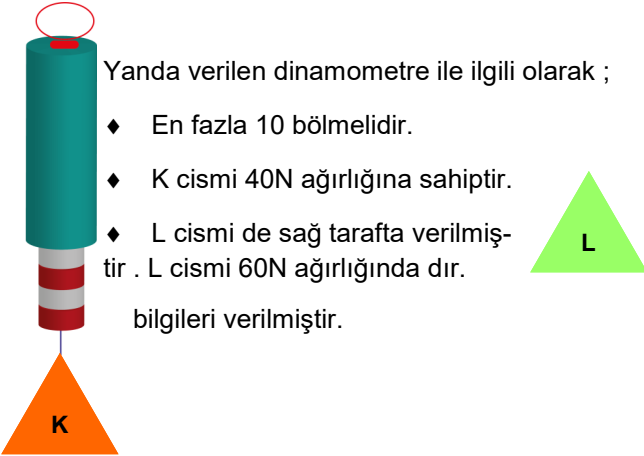 Yanda verilen dinamometre ile ilgili olarak ;
♦ En fazla 10 bölmelidir.
♦ K cismi 40N ağırlığına sahiptir.
♦ L cismi de sağ tarafta verilmiş-
tir . L cismi 60N ağırlığında dır.
bilgileri verilmiştir.
L
K